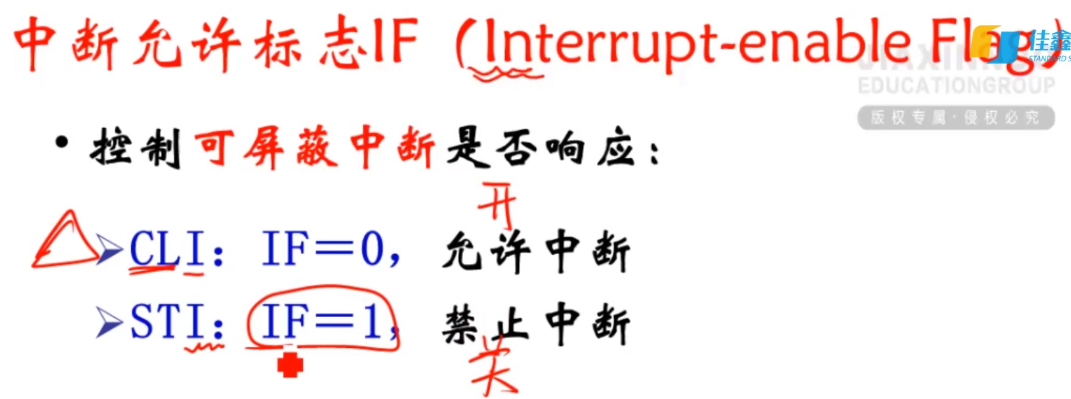 中断允许标志IF（Interrupt-enable Flag）
佳鑫
STANDARD S
EDUCATIONGROUP
版权专属·侵权必究
• 控制可屏蔽中断是否响应：
开
➢CLI：IF＝0，允许中断
➢STI：IF＝1，禁止中断
关